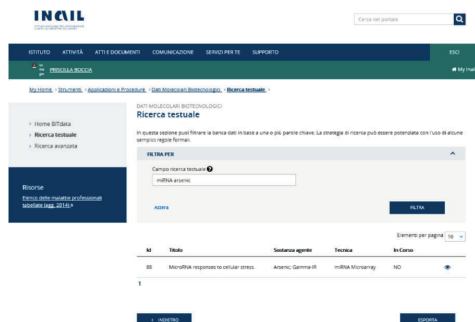 INAIL
Cerca nel portale
ISTITUTO ATTIVITÀ ATTI E DOCUMENTI COMUNICAZIONE SERVIZI PER TE SUPPORTO ESCI
PRISCILLA BOCCIA My Inail
My Home > Strumenti > Applicazioni e Procedure > Dati Molecolari Biotecnologici > Ricerca testuale >
DATI MOLECOLARI BIOTECNOLOGICI
Ricerca testuale
Home BiTdata
Ricerca testuale
Ricerca avanzata
In questa sezione puoi filtrare la banca dati in base a una o più parole chiave. La strategia di ricerca può essere potenziata con l'uso di alcune
semplici regole formali.
FILTRA PER
Campo ricerca testuale
miRNA arsenic
Azzera FILTRA
Risorse
Elenco delle malattie professionali
tabellate (agg. 2014) »
Elementi per pagina 10
Id Titolo Sostanza agente Tecnica In Corso
88 MicroRNA responses to cellular stress. Arsenic; Gamma-IR miRNA Microarray NO
1
INDIETRO ESPORTA